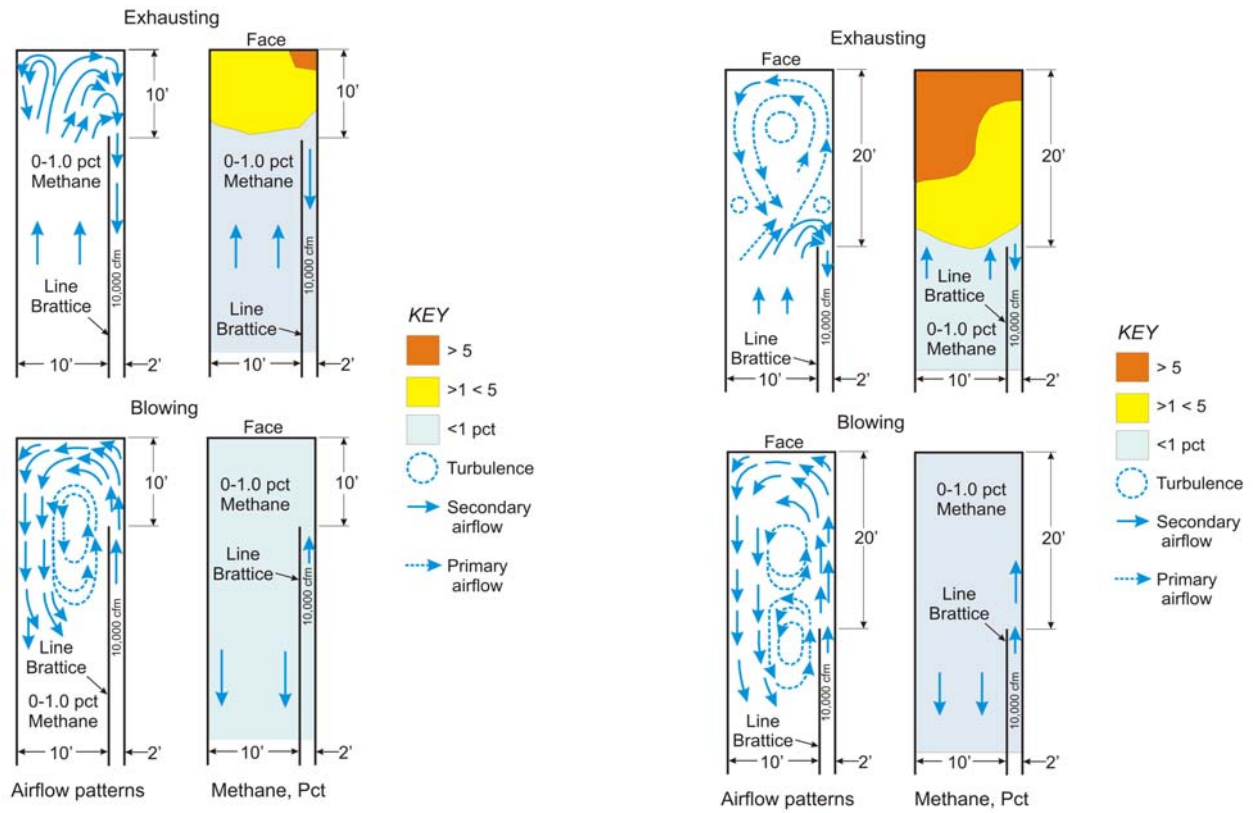 Exhausting
Face
10'
10'
0-1.0 pct
Methane
0-1.0 pct
Methane
10,000 cfm
10,000 cfm
Line
Brattice
Line
Brattice
10'
2'
10'
2'
Blowing
Face
10'
10'
0-1.0 pct
Methane
Line
Brattice
10,000 cfm
10,000 cfm
Line
Brattice
0-1.0 pct
Methane
10'
2'
10'
2'
Airflow patterns
Methane, Pct
KEY
> 5
>1 < 5
<1 pct
Turbulence
Secondary
airflow
Primary
airflow
Exhausting
Face
20'
20'
Line
Brattice
0-1.0 pct
Methane
10,000 cfm
10,000 cfm
Line
Brattice
10'
2'
10'
2'
Blowing
Face
0-1.0 pct
Methane
20'
20'
Line
Brattice
10,000 cfm
10,000 cfm
Line
Brattice
10'
2'
10'
2'
Airflow patterns
Methane, Pct
KEY
> 5
>1 < 5
<1 pct
Turbulence
Secondary
airflow
Primary
airflow